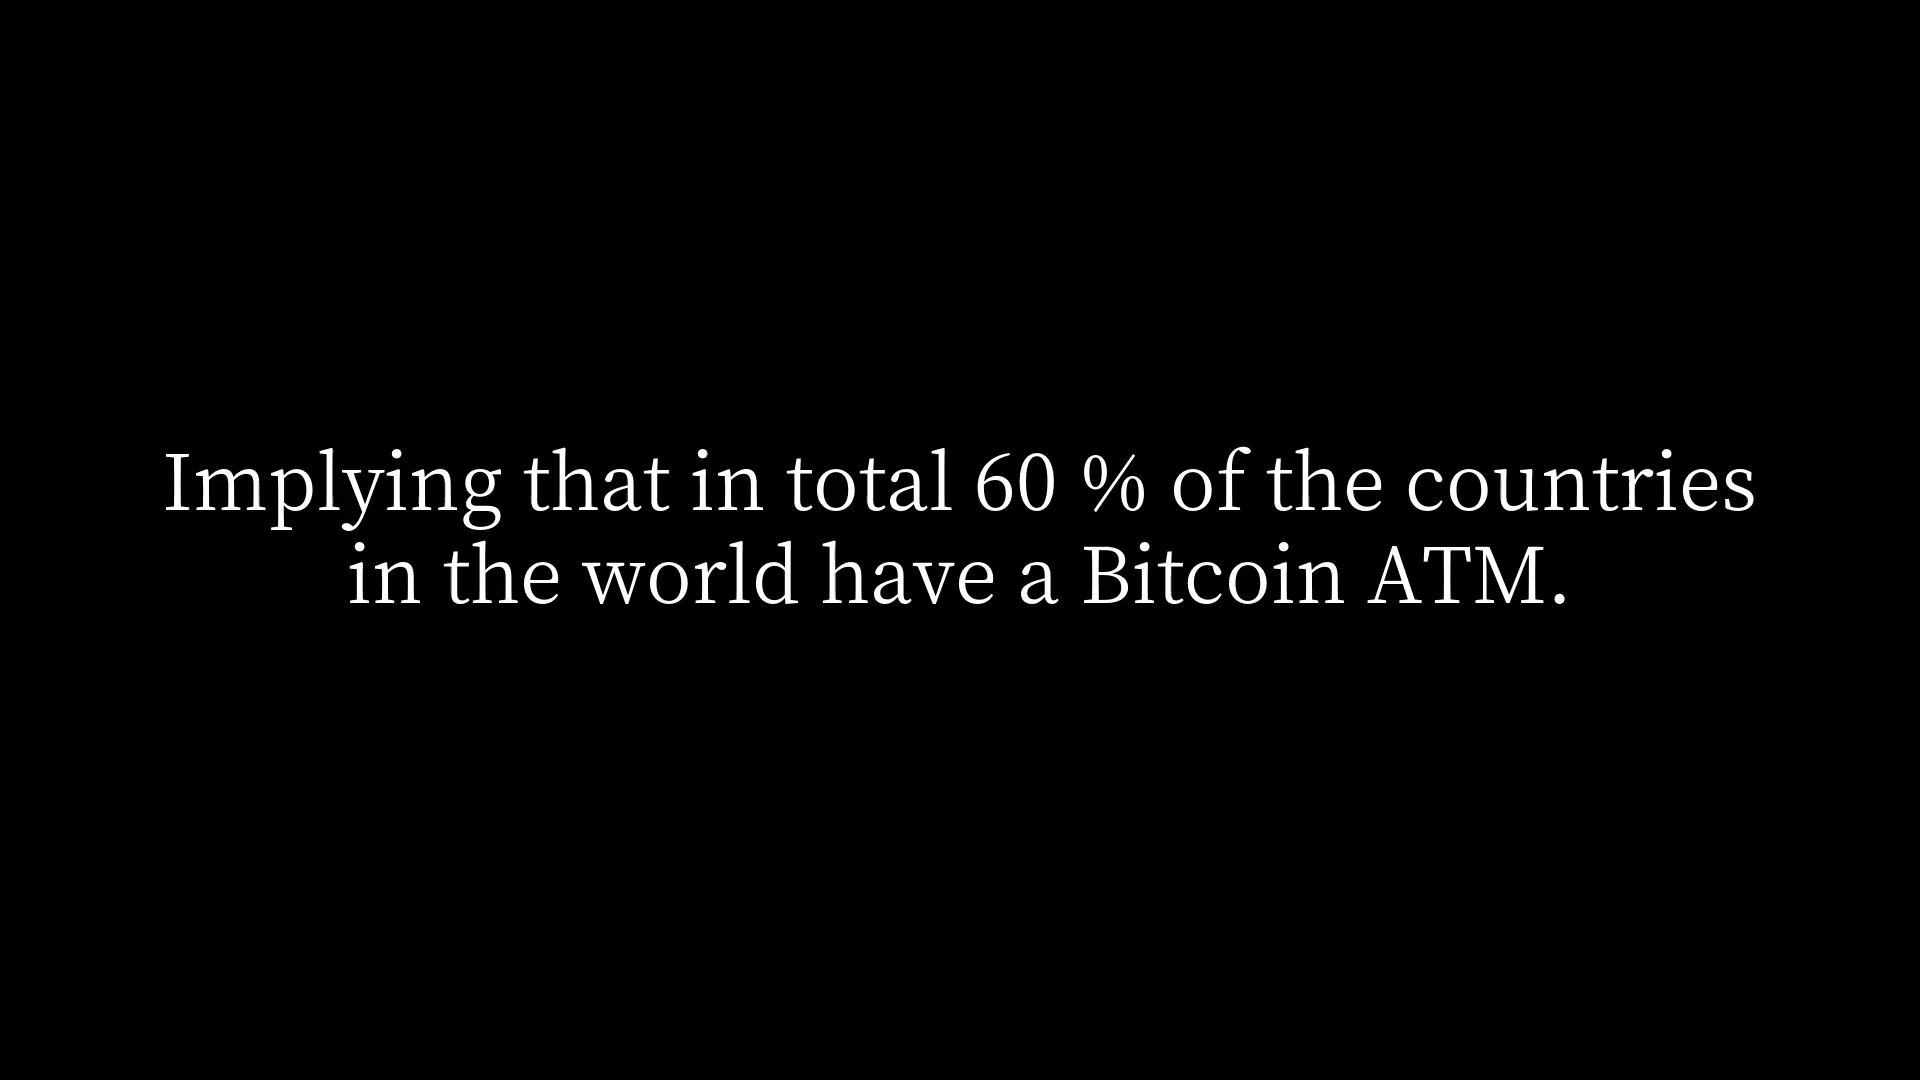 Implying that in total 60 % of the countries
in the world have a Bitcoin ATM.